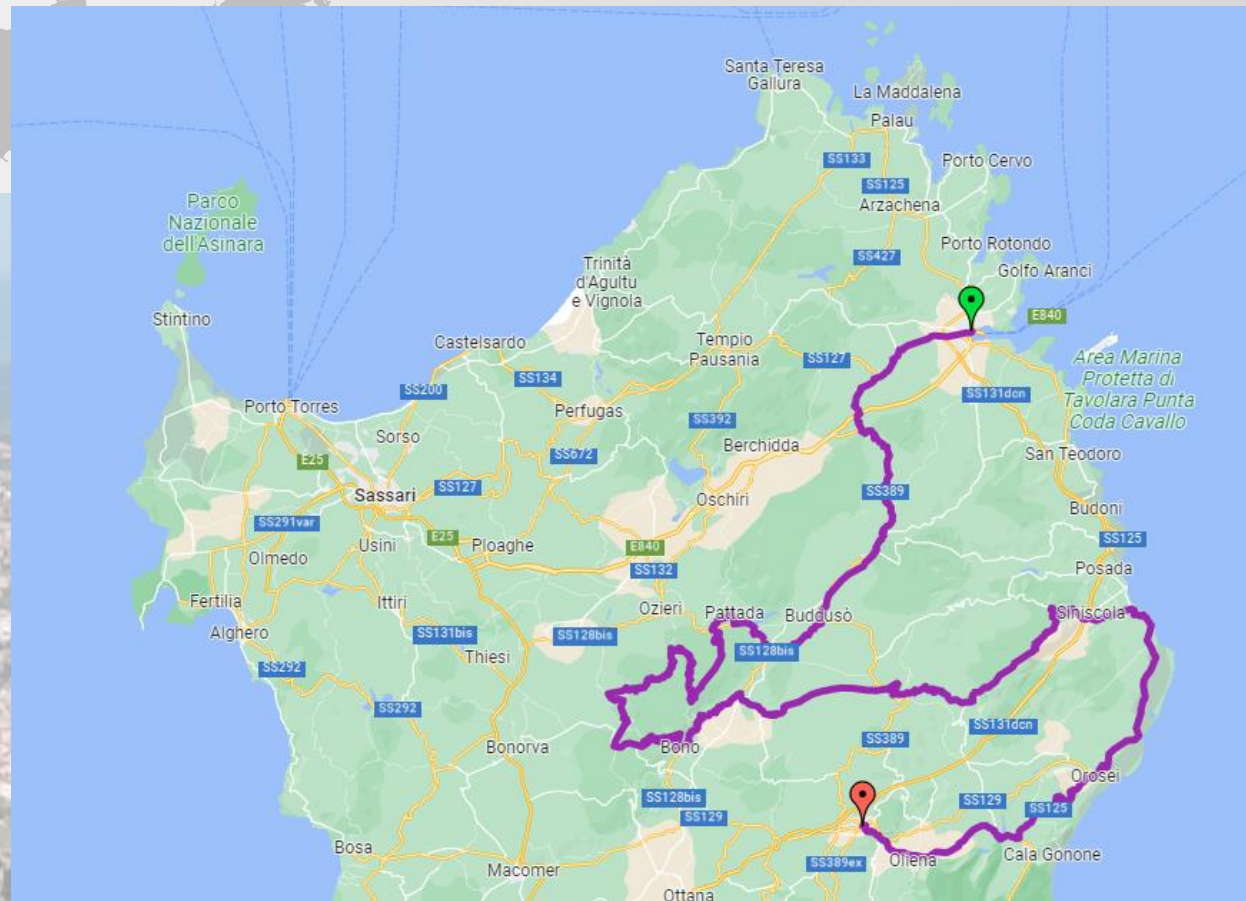 Santa Teresa
Gallura
La Maddalena
Palau
SS133
Porto Cervo
SS125
Parco
Nazionale
dell'Asinara
Arzachena
Porto Rotondo
SS427
Golfo Aranci
Trinità
d'Agultu
e Vignola
Stintino
E840
Castelsardo
Tempio
Pausania
SS127
Area Marina
Protetta di
Tavolara Punta
Coda Cavallo
SS134
SS200
SS131dcn
Porto Torres
Perfugas
SS392
Sorso
Berchidda
San Teodoro
SS672
E25
SS127
Sassari
Oschiri
SS389
Budoni
SS291var
E25
Ploaghe
E840
Usini
SS125
Olmedo
SS132
Posada
Fertilia
Ittiri
Ozieri
Pattada
Buddusò
Siniscola
Alghero
SS131bis
SS128bis
SS128bis
Thiesi
SS292
SS292
SS131dcn
Bonorva
Bono
SS389
Orosei
SS128bis
SS129
SS129
SS125
Bosa
Macomer
SS389ex
Oliena
Cala Gonone
Ottana